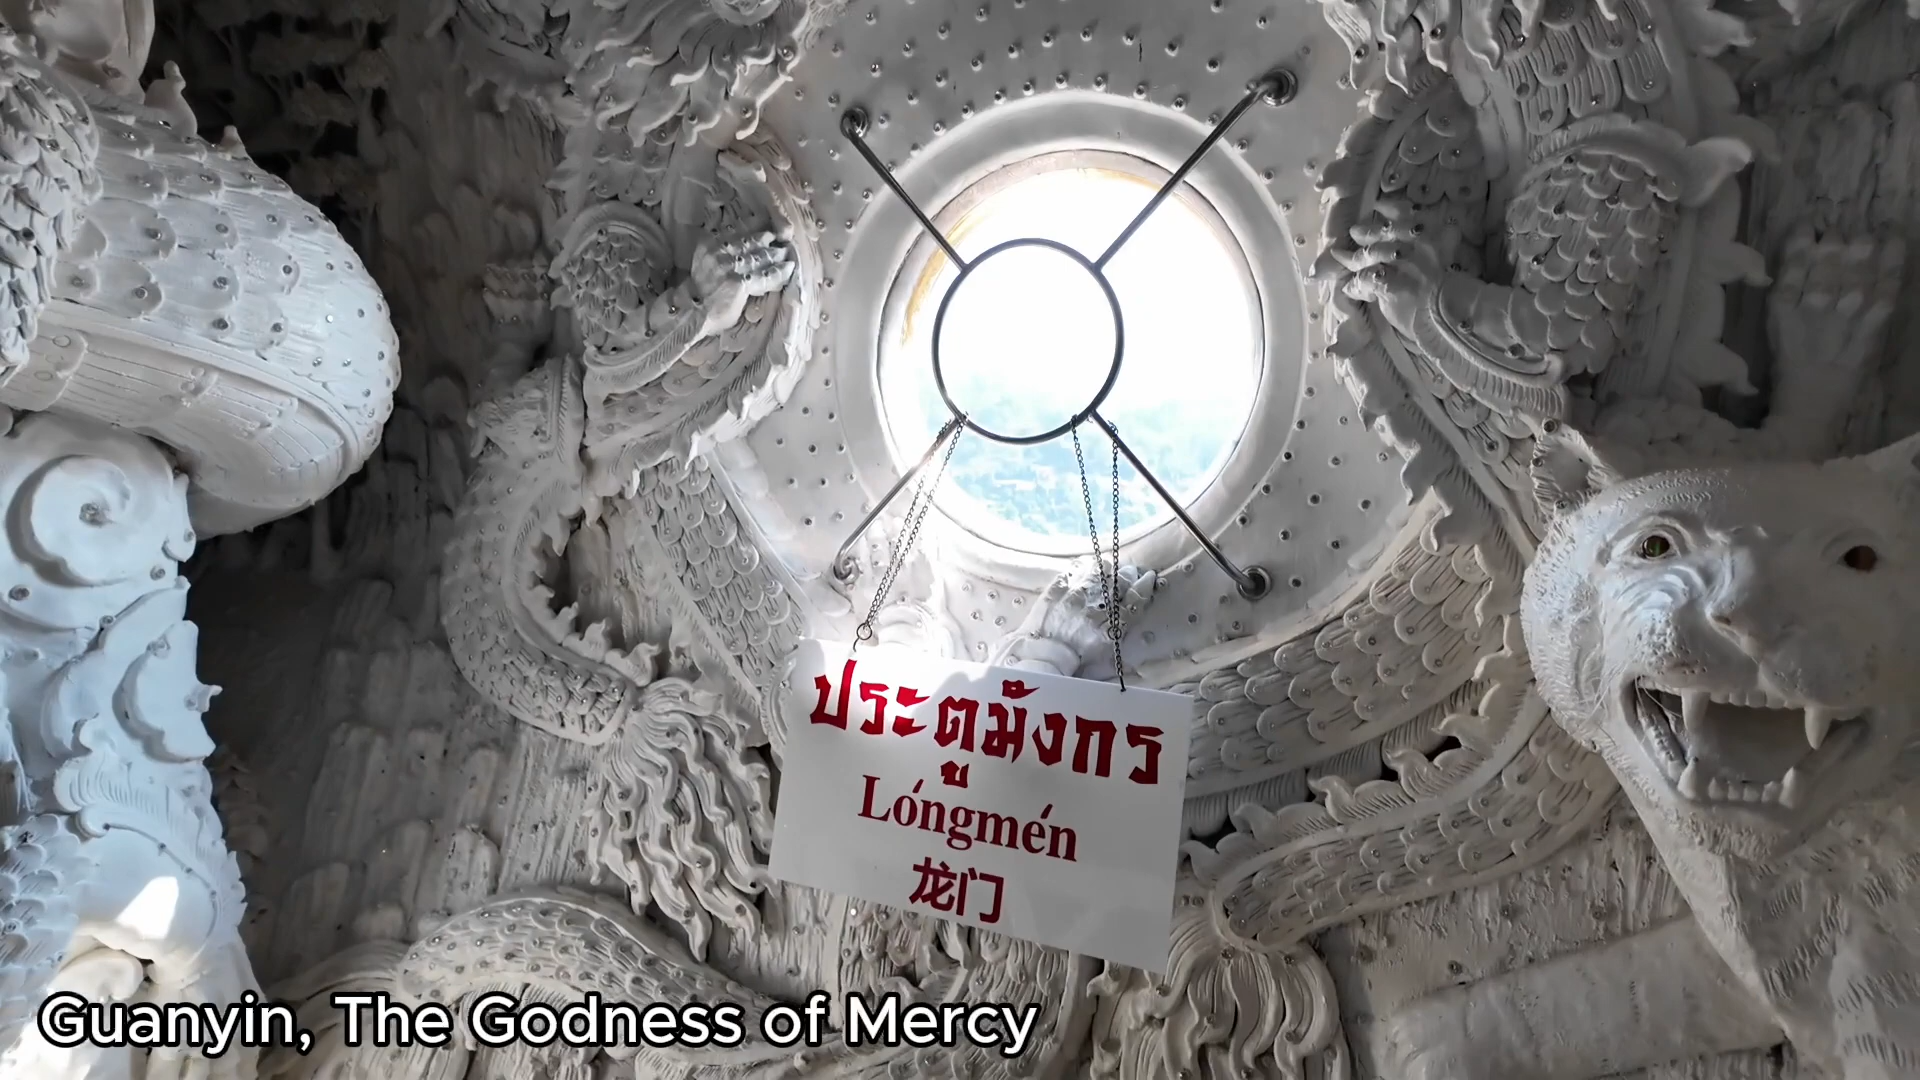 ประตูมังกร
Lóngmén
龙门
Guanyin, The Godness of Mercy